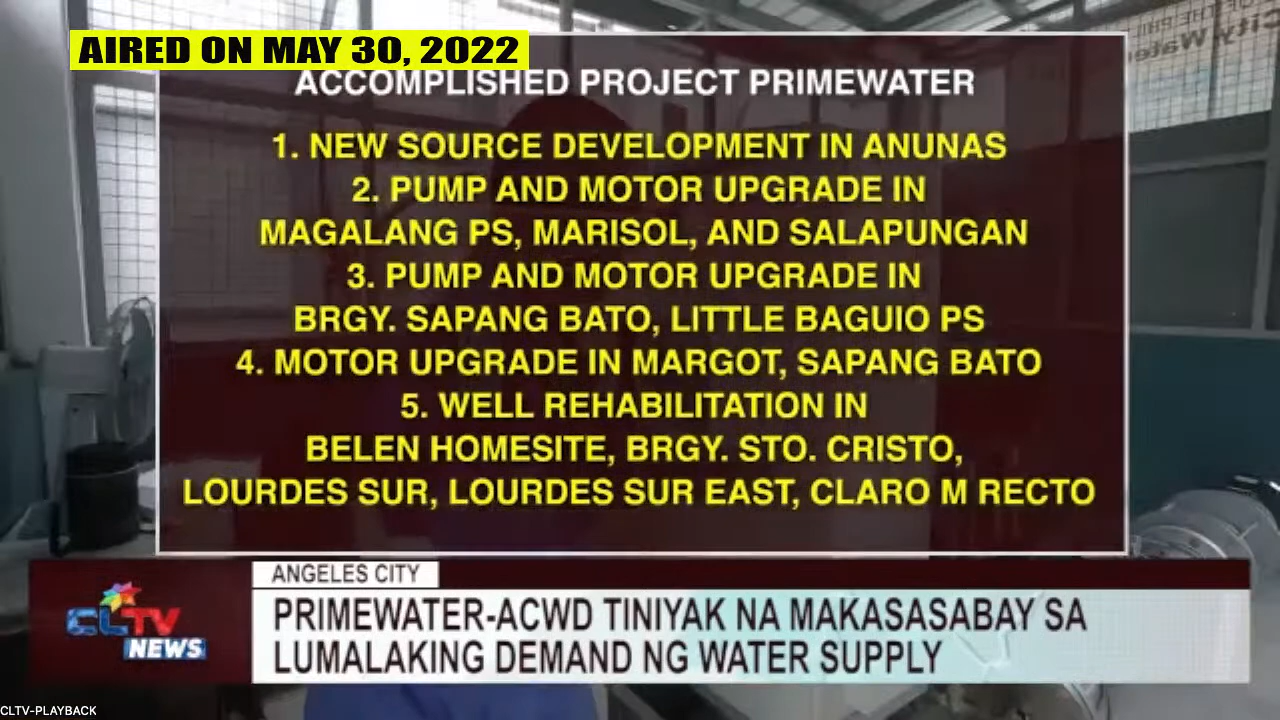 AIRED ON MAY 30, 2022
ACCOMPLISHED PROJECT PRIMEWATER
1. NEW SOURCE DEVELOPMENT IN ANUNAS
2. PUMP AND MOTOR UPGRADE IN
MAGALANG PS, MARISOL, AND SALAPUNGAN
3. PUMP AND MOTOR UPGRADE IN
BRGY. SAPANG BATO, LITTLE BAGUIO PS
4. MOTOR UPGRADE IN MARGOT, SAPANG BATO
5. WELL REHABILITATION IN
BELEN HOMESITE, BRGY. STO. CRISTO,
LOURDES SUR, LOURDES SUR EAST, CLARO M RECTO
ANGELES CITY
PRIMEWATER-ACWD TINIYAK NA MAKASASABAY SA
LUMALAKING DEMAND NG WATER SUPPLY
CLTV
NEWS
CLTV-PLAYBACK
City Water